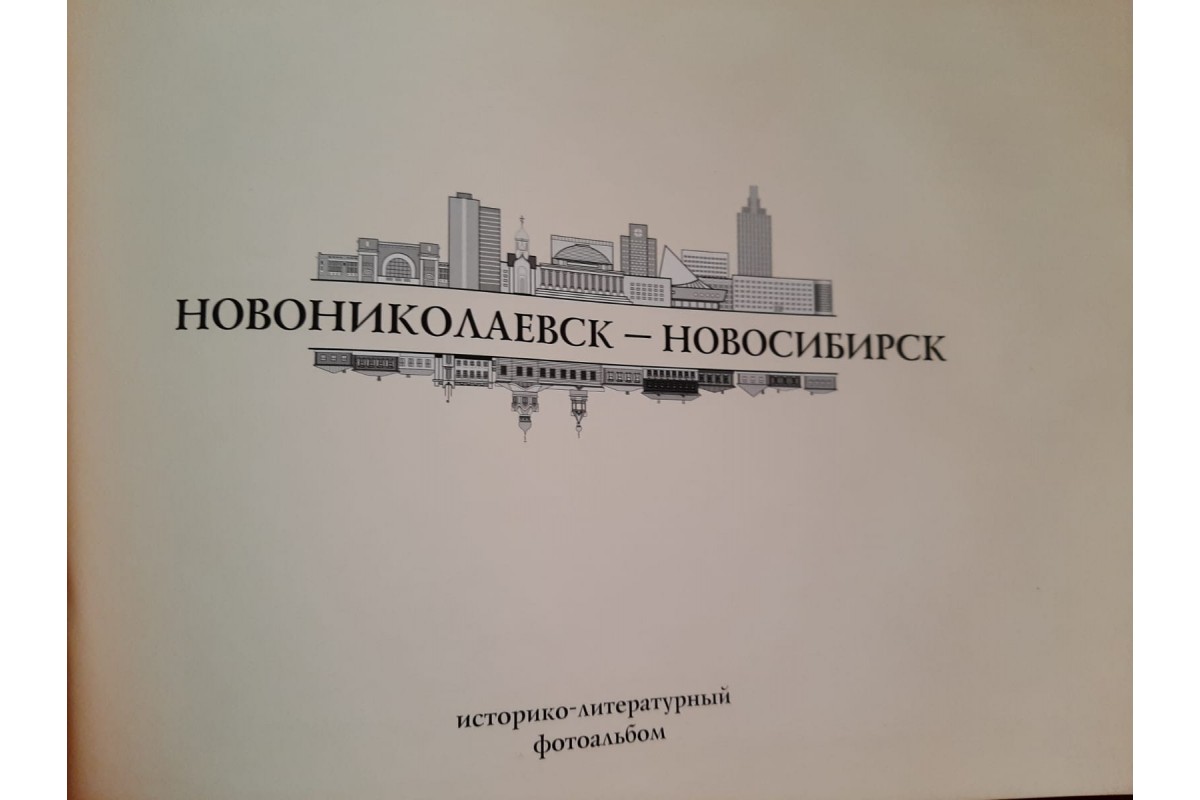 НОВОНИКОЛАЕВСК – НОВОСИБИРСК
историко-литературный
фотоальбом